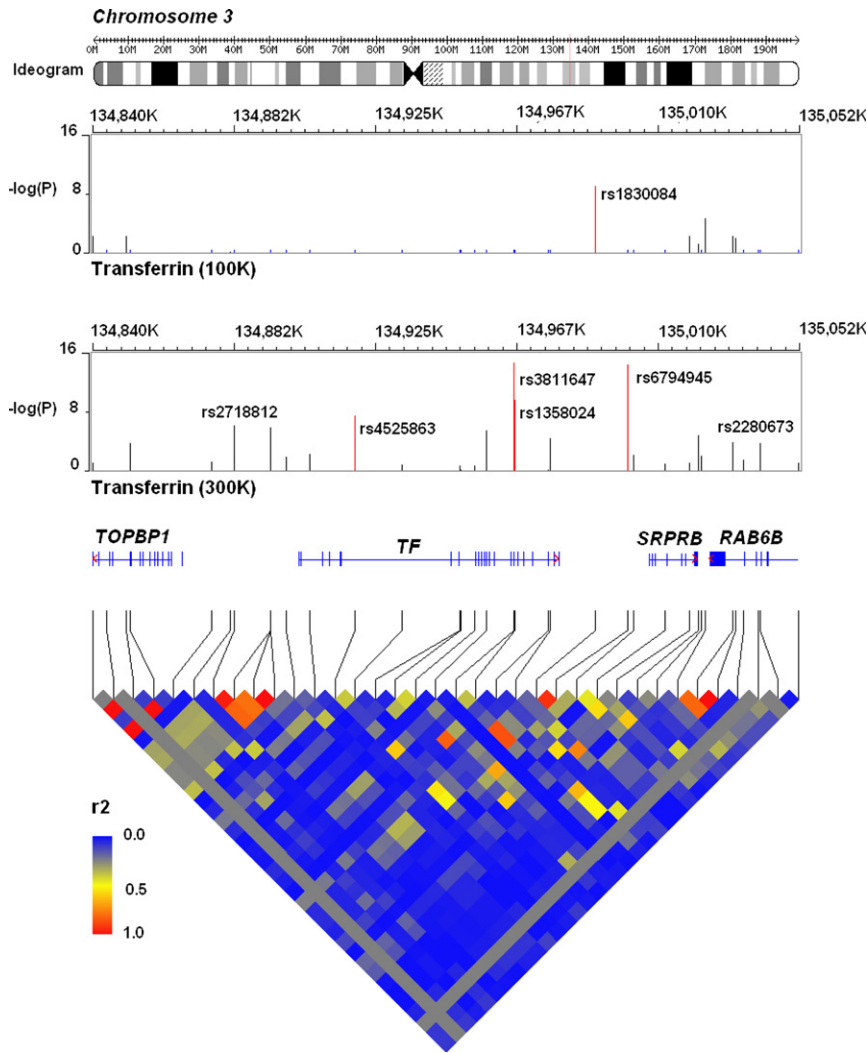 Chromosome 3
0M 10M 20M 30M 40M 50M 60M 70M 80M 90M 100M 110M 120M 130M 140M 150M 160M 170M 180M 190M
Ideogram
134,840K 134,882K 134,925K 134,967K 135,010K 135,052K
16
-log(P) 8
rs1830084
0
Transferrin (100K)
134,840K 134,882K 134,925K 134,967K 135,010K 135,052K
16
rs3811647 rs6794945
-log(P) 8
rs2718812 rs1358024
rs4525863 rs2280673
0
Transferrin (300K)
TOPBP1 TF SRPRB RAB6B
r2
0.0
0.5
1.0